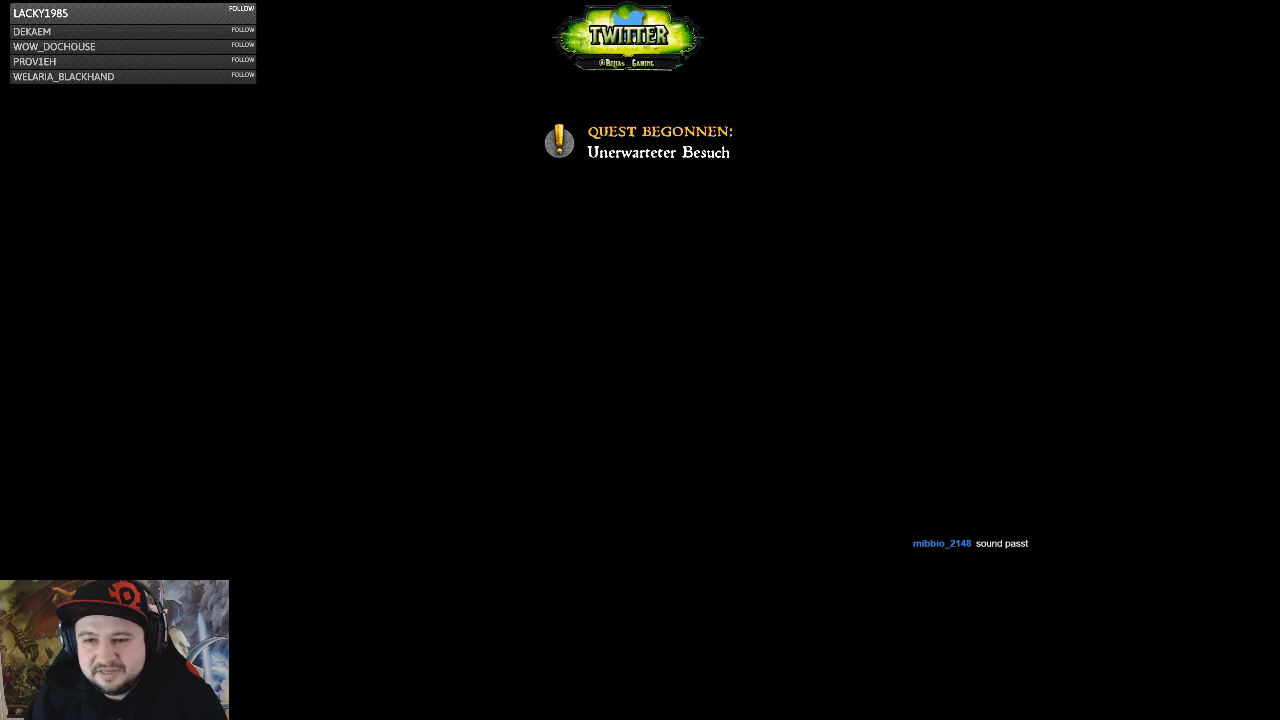 LACKY1985 FOLLOW
DEKAEM FOLLOW
WOW_DOCHOUSE FOLLOW
PROV1EH FOLLOW
WELARIA_BLACKHAND FOLLOW
TWITTER
QUEST BEGONNEN:
Unerwarteter Besuch
mibbio_2148 sound passt